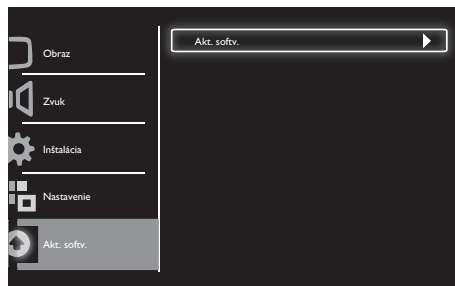 Obraz
Zvuk
Inštalácia
Nastavenie
Akt. softv.
Akt. softv.